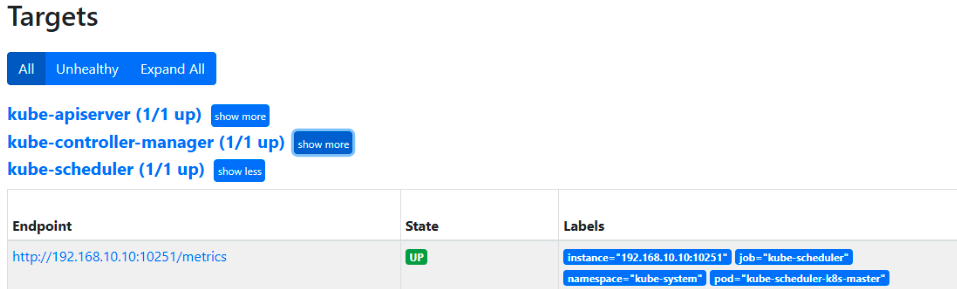 Targets
All Unhealthy Expand All
kube-apiserver (1/1 up) show more
kube-controller-manager (1/1 up) show more
kube-scheduler (1/1 up) show less
Endpoint State Labels
http://192.168.10.10:10251/metrics UP instance="192.168.10.10:10251" job="kube-scheduler"
namespace="kube-system" pod="kube-scheduler-k8s-master"